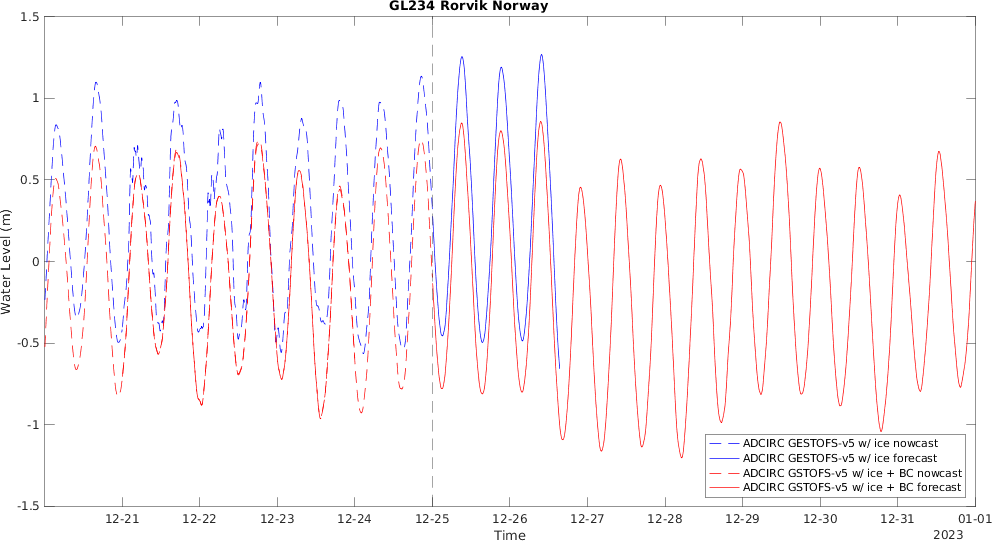 GL234 Rorvik Norway
1.5
1
0.5
0
-0.5
-1
-1.5
Water Level (m)
12-21 12-22 12-23 12-24 12-25 12-26 12-27 12-28 12-29 12-30 12-31 01-01
Time
2023
ADCIRC GESTOFS-v5 w/ ice nowcast
ADCIRC GESTOFS-v5 w/ ice forecast
ADCIRC GSTOFS-v5 w/ ice + BC nowcast
ADCIRC GSTOFS-v5 w/ ice + BC forecast